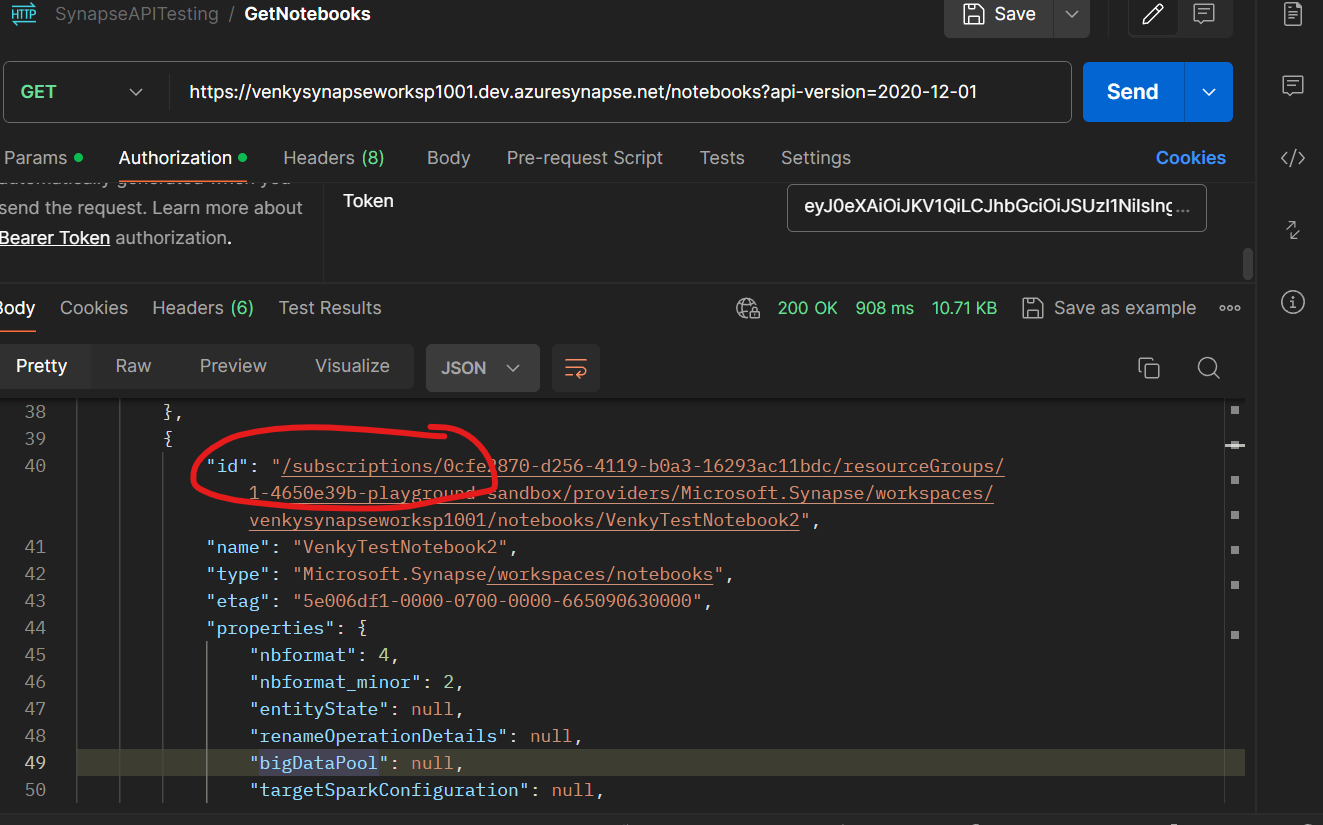 HTTP SynapseAPITesting / GetNotebooks Save
GET https://venkysynapseworksp1001.dev.azuresynapse.net/notebooks?api-version=2020-12-01 Send
Params Authorization Headers (8) Body Pre-request Script Tests Settings Cookies
automatically generated when you
send the request. Learn more about
Bearer Token authorization.
Token eyJ0eXAiOiJKV1QiLCJhbGciOiJSUzI1NiIsIng...
Body Cookies Headers (6) Test Results 200 OK 908 ms 10.71 KB Save as example
Pretty Raw Preview Visualize JSON
38 },
39 {
40 "id": "/subscriptions/0cfe2870-d256-4119-b0a3-16293ac11bdc/resourceGroups/
1-4650e39b-playground-sandbox/providers/Microsoft.Synapse/workspaces/
venkysynapseworksp1001/notebooks/VenkyTestNotebook2",
41 "name": "VenkyTestNotebook2",
42 "type": "Microsoft.Synapse/workspaces/notebooks",
43 "etag": "5e006df1-0000-0700-0000-665090630000",
44 "properties": {
45 "nbformat": 4,
46 "nbformat_minor": 2,
47 "entityState": null,
48 "renameOperationDetails": null,
49 "bigDataPool": null,
50 "targetSparkConfiguration": null,